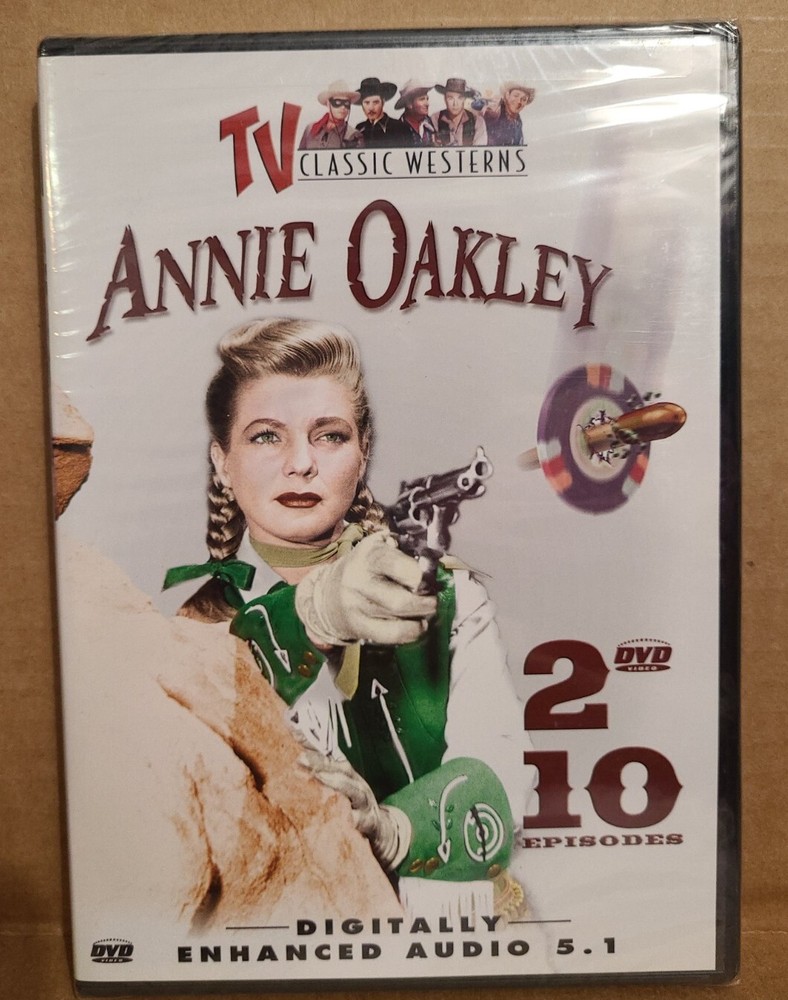 TV
CLASSIC WESTERNS
ANNIE OAKLEY
2 DVD
VIDEO
10
EPISODES
DIGITALLY
ENHANCED AUDIO 5.1
DVD
VIDEO